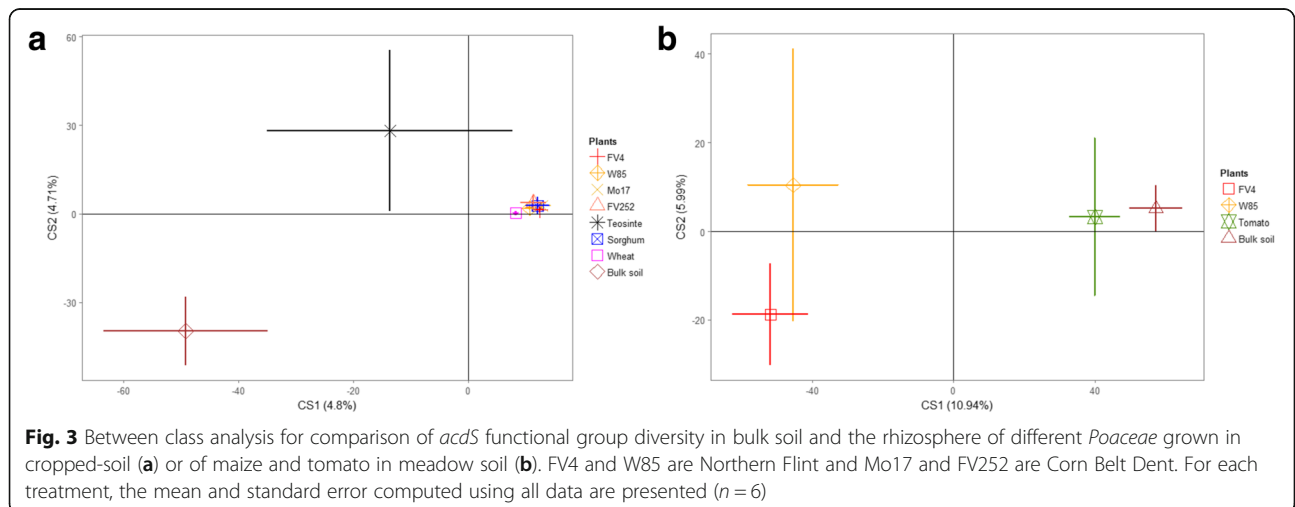 a
60
30
0
-30
CS2 (4.71%)
-60
-40
-20
0
CS1 (4.8%)
Plants
FV4
W85
Mo17
FV252
Teosinte
Sorghum
Wheat
Bulk soil
b
40
20
0
-20
CS2 (5.99%)
-40
0
40
CS1 (10.94%)
Plants
FV4
W85
Tomato
Bulk soil
Fig. 3 Between class analysis for comparison of acdS functional group diversity in bulk soil and the rhizosphere of different Poaceae grown in
cropped-soil (a) or of maize and tomato in meadow soil (b). FV4 and W85 are Northern Flint and Mo17 and FV252 are Corn Belt Dent. For each
treatment, the mean and standard error computed using all data are presented (n = 6)